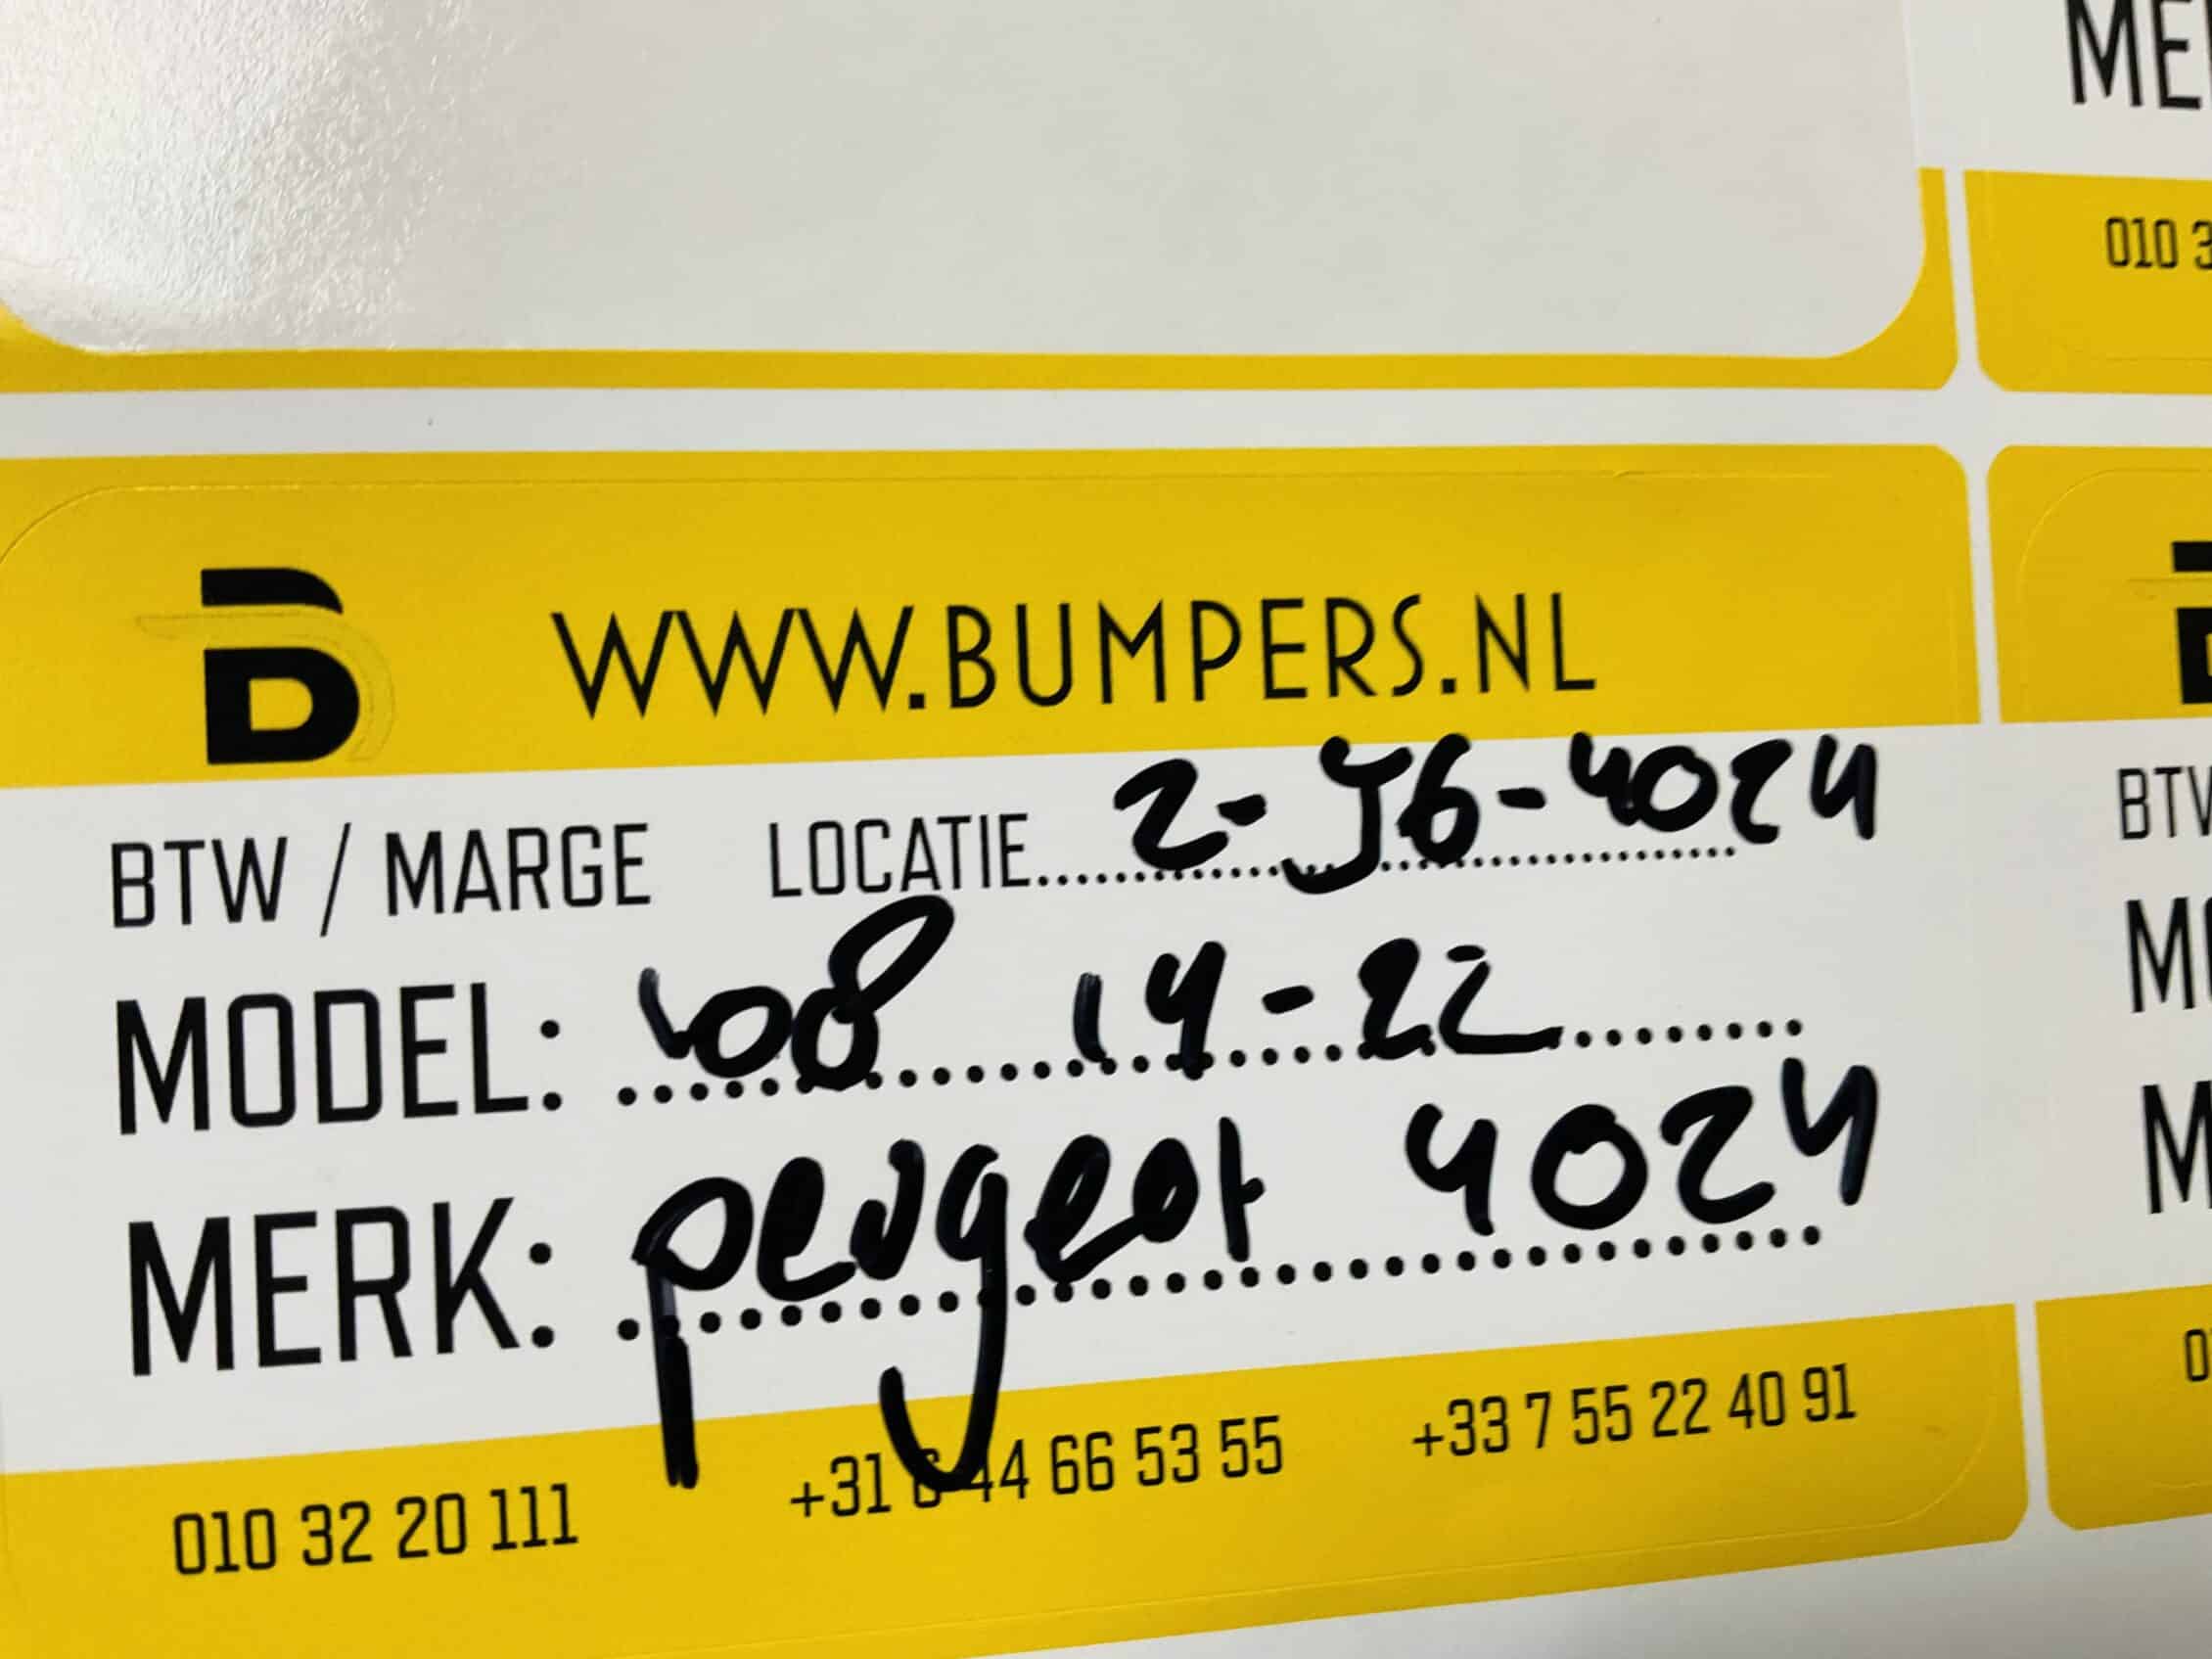 ME
010 3
WWW.BUMPERS.NL
BTW / MARGE LOCATIE 2-J6-4024
MODEL: 108 14-22
MERK: peugeot 4024
010 32 20 111 +31 6 44 66 53 55 +33 7 55 22 40 91
BTW
MO
M
0